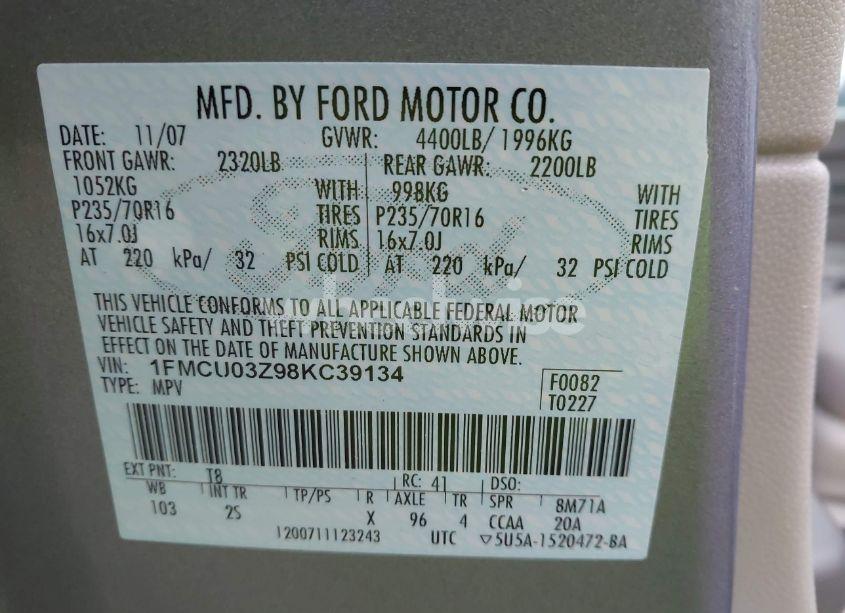 MFD. BY FORD MOTOR CO.
DATE: 11/07 GVWR: 4400LB/ 1996KG
FRONT GAWR: 2320LB REAR GAWR: 2200LB
1052KG WITH 998KG WITH
P235/70R16 TIRES P235/70R16 TIRES
16x7.0J RIMS 16x7.0J RIMS
AT 220 kPa/ 32 PSI COLD AT 220 kPa/ 32 PSI COLD
THIS VEHICLE CONFORMS TO ALL APPLICABLE FEDERAL MOTOR
VEHICLE SAFETY AND THEFT PREVENTION STANDARDS IN
EFFECT ON THE DATE OF MANUFACTURE SHOWN ABOVE.
VIN: 1FMCU03Z98KC39134 F0082
TYPE: MPV T0227
EXT PNT: T8 RC: 41 DSO:
WB INT TR TP/PS R AXLE TR SPR 8M71A
103 2S X 96 4 CCAA 20A
1200711123243 UTC ▽5U5A-1520472-BA